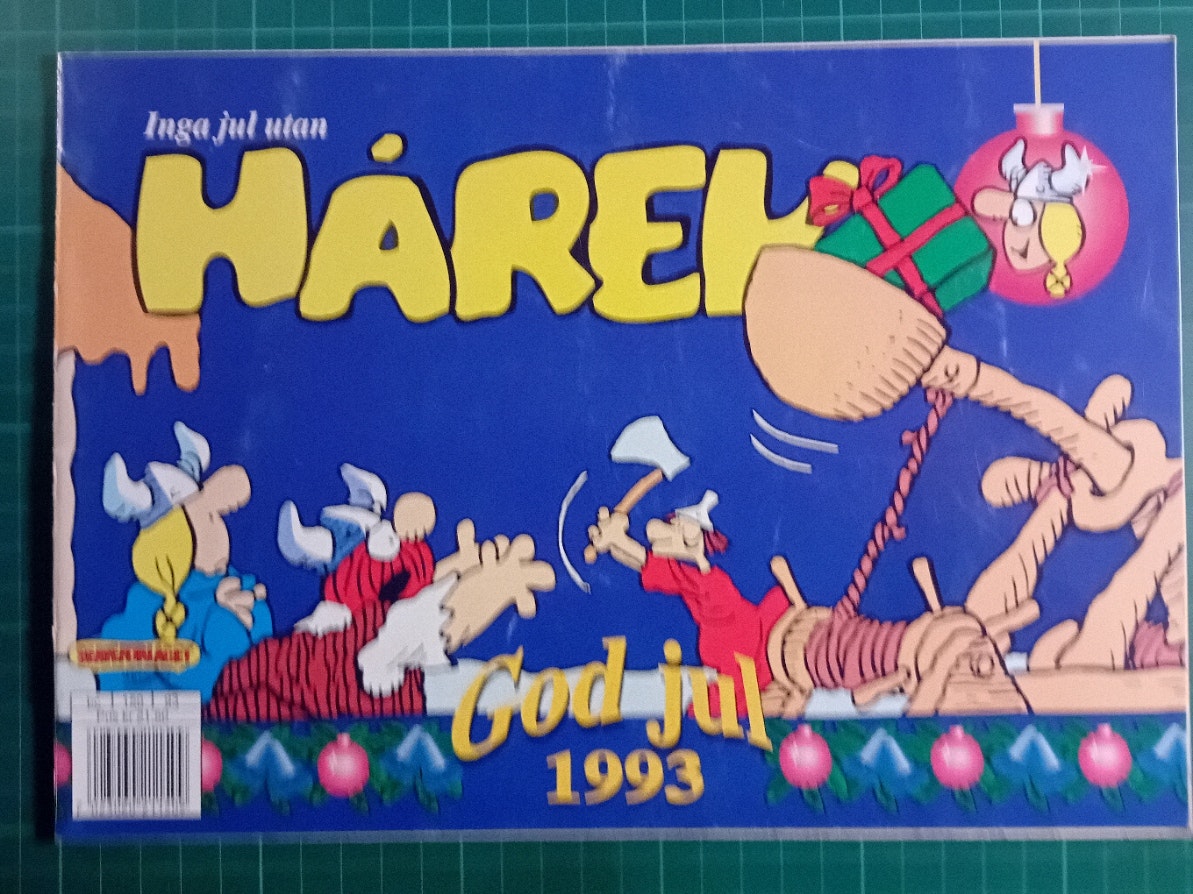 Inga jul utan
HÅREK
God jul
1993